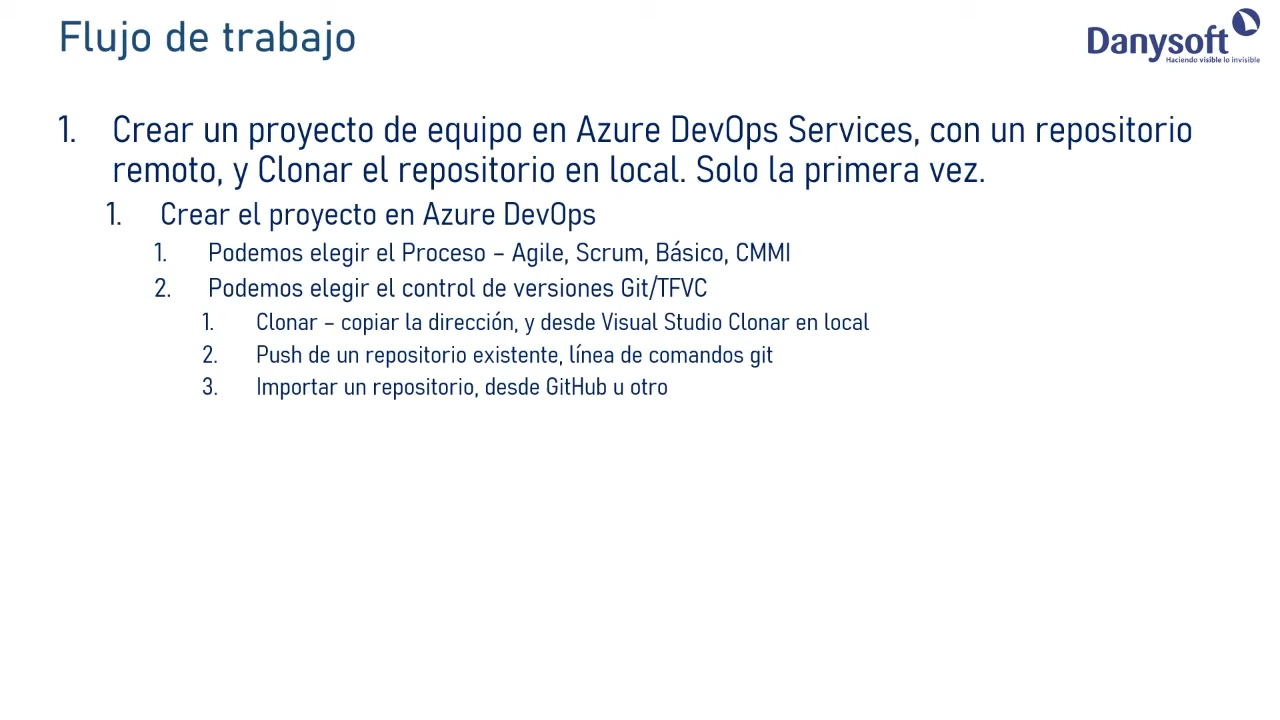 Flujo de trabajo
Danysoft
Haciendo visible lo invisible
1. Crear un proyecto de equipo en Azure DevOps Services, con un repositorio
remoto, y Clonar el repositorio en local. Solo la primera vez.
1. Crear el proyecto en Azure DevOps
1. Podemos elegir el Proceso – Agile, Scrum, Básico, CMMI
2. Podemos elegir el control de versiones Git/TFVC
1. Clonar – copiar la dirección, y desde Visual Studio Clonar en local
2. Push de un repositorio existente, línea de comandos git
3. Importar un repositorio, desde GitHub u otro